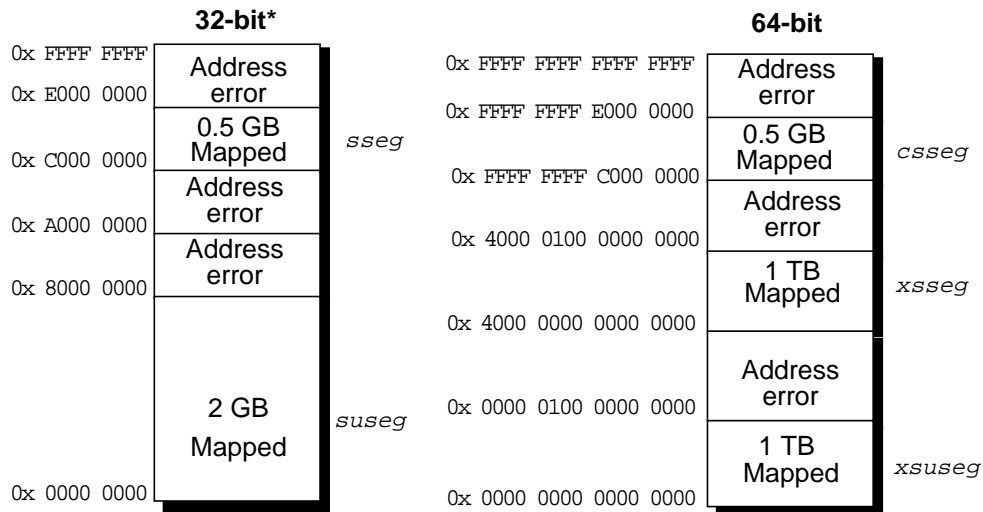 32-bit*
0x FFFF FFFF
Address
error
0x E000 0000
0.5 GB
Mapped
sseg
0x C000 0000
Address
error
0x A000 0000
Address
error
0x 8000 0000
2 GB
Mapped
suseg
0x 0000 0000
64-bit
0x FFFF FFFF FFFF FFFF
Address
error
0x FFFF FFFF E000 0000
0.5 GB
Mapped
csseg
0x FFFF FFFF C000 0000
Address
error
0x 4000 0100 0000 0000
1 TB
Mapped
xsseg
0x 4000 0000 0000 0000
Address
error
0x 0000 0100 0000 0000
1 TB
Mapped
xsuseg
0x 0000 0000 0000 0000